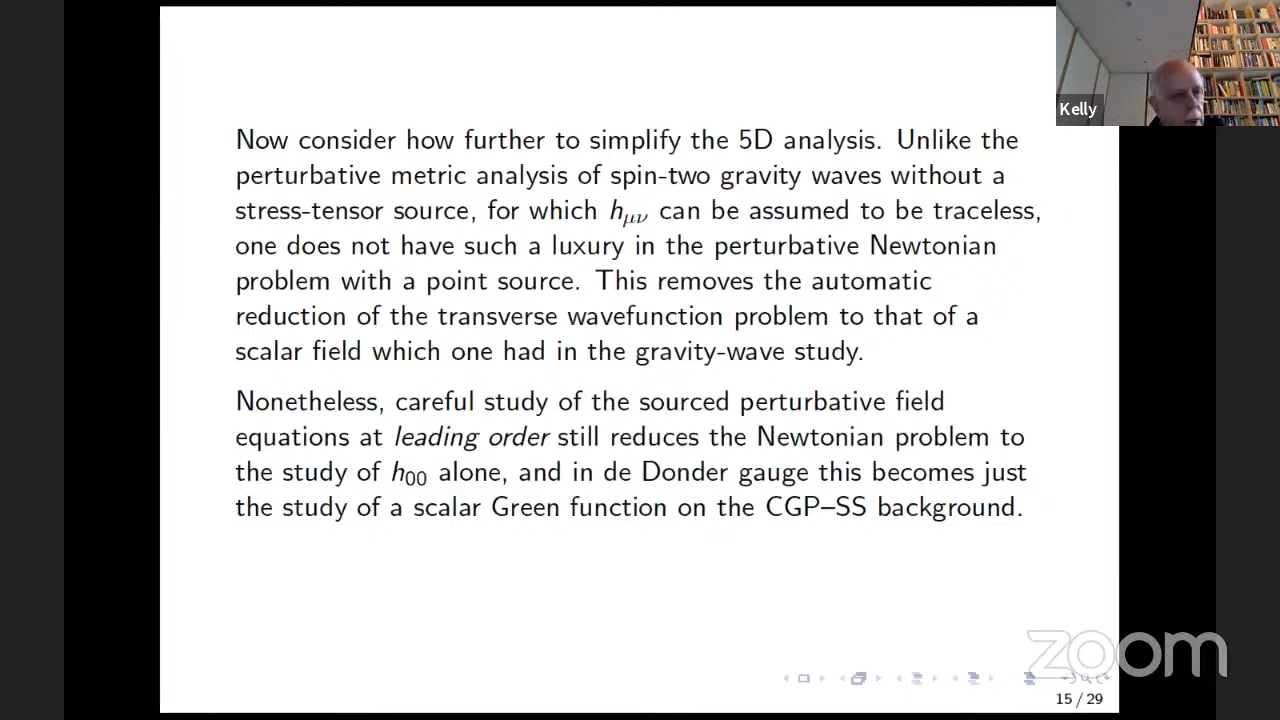 Now consider how further to simplify the 5D analysis. Unlike the
perturbative metric analysis of spin-two gravity waves without a
stress-tensor source, for which hμν can be assumed to be traceless,
one does not have such a luxury in the perturbative Newtonian
problem with a point source. This removes the automatic
reduction of the transverse wavefunction problem to that of a
scalar field which one had in the gravity-wave study.
Nonetheless, careful study of the sourced perturbative field
equations at leading order still reduces the Newtonian problem to
the study of h00 alone, and in de Donder gauge this becomes just
the study of a scalar Green function on the CGP–SS background.
Kelly
zoom
15 / 29